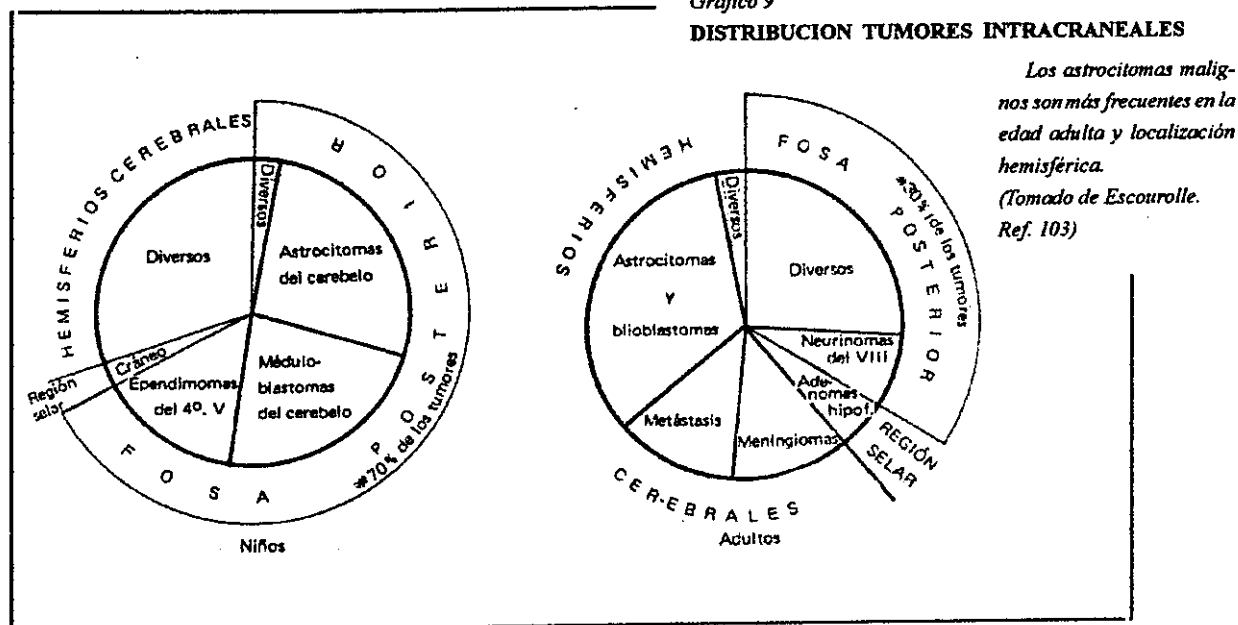 Gráfico 9
DISTRIBUCION TUMORES INTRACRANEALES
Los astrocitomas malig-
nos son más frecuentes en la
edad adulta y localización
hemisférica.
(Tomado de Escourolle.
Ref. 103)
HEMISFERIOS CEREBRALES
Diversos
Diversos
Astrocitomas
del cerebelo
Médulo-
blastomas
del cerebelo
Ependimomas
del 4º. V
Cráneo
Región
selar
FOSA POSTERIOR
#70% de los tumores
Niños
HEMISFERIOS
CER-EBRALES
Diversos
Astrocitomas
Y
blioblastomas
Metástasis
Meningiomas
Ade-
nomas
hipof.
Neurinomas
del VIII
Diversos
FOSA POSTERIOR
#30% de los tumores
REGIÓN
SELAR
Adultos